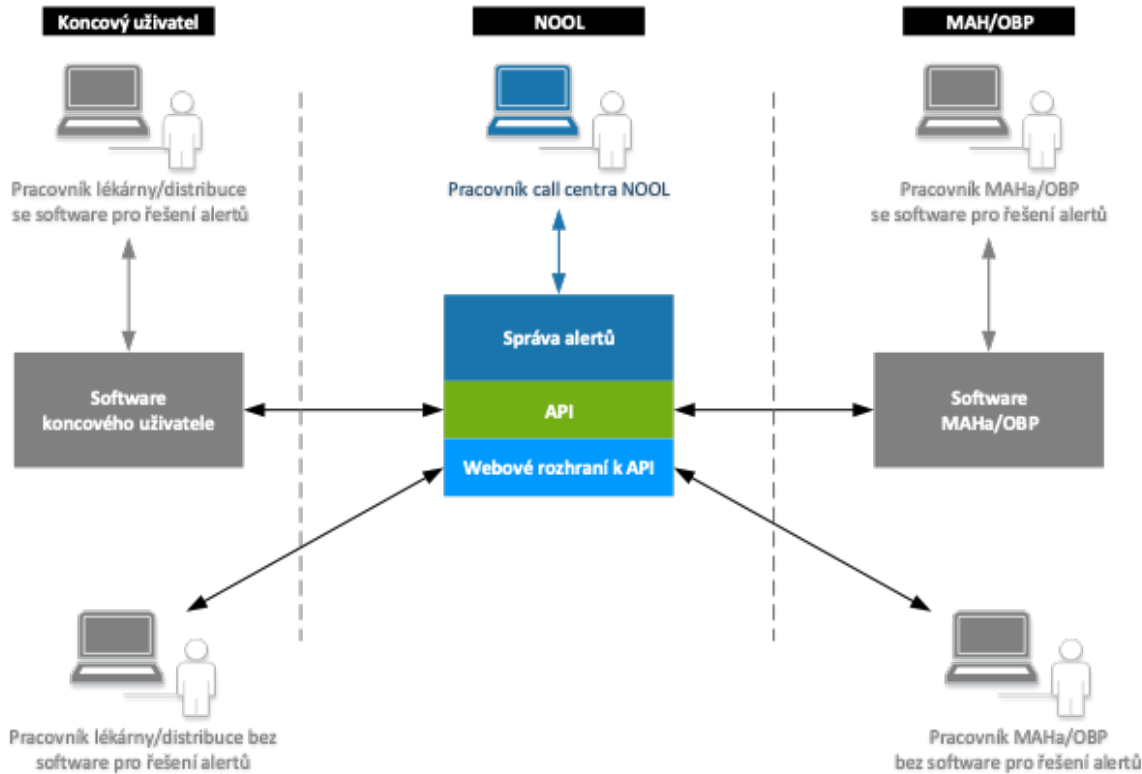 Koncový uživatel
NOOL
MAH/OBP
Pracovník lékárny/distribuce
se software pro řešení alertů
Pracovník call centra NOOL
Pracovník MAHa/OBP
se software pro řešení alertů
Správa alertů
Software
koncového uživatele
API
Software
MAHa/OBP
Webové rozhraní k API
Pracovník lékárny/distribuce bez
software pro řešení alertů
Pracovník MAHa/OBP
bez software pro řešení alertů